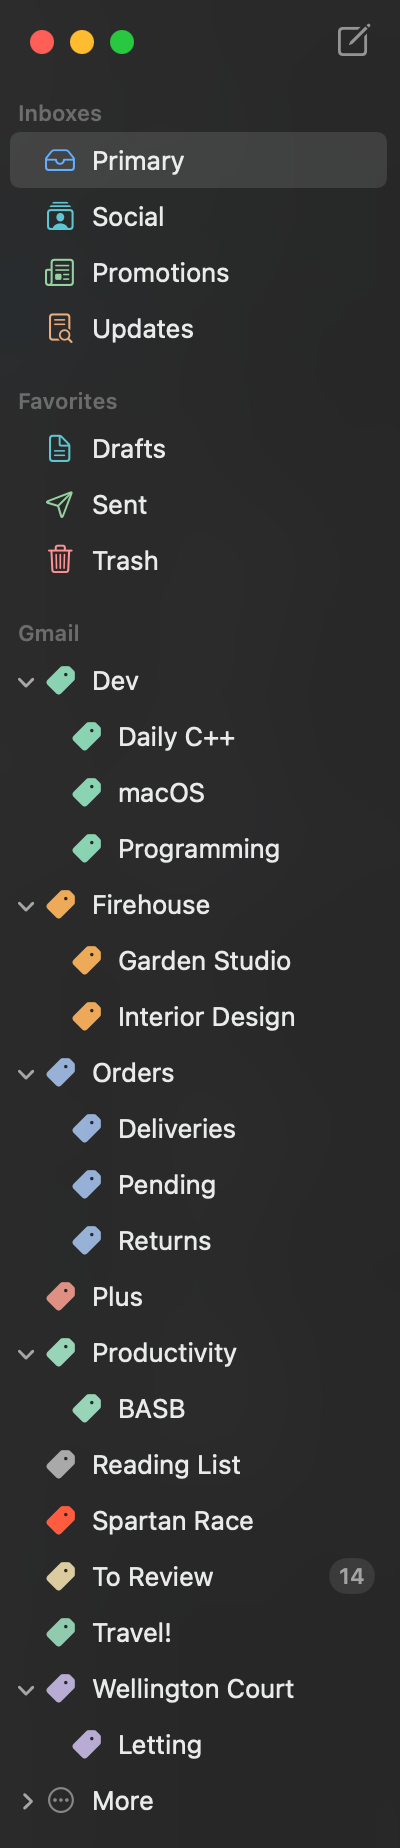 Inboxes
Primary
Social
Promotions
Updates
Favorites
Drafts
Sent
Trash
Gmail
Dev
Daily C++
macOS
Programming
Firehouse
Garden Studio
Interior Design
Orders
Deliveries
Pending
Returns
Plus
Productivity
BASB
Reading List
Spartan Race
To Review 14
Travel!
Wellington Court
Letting
More